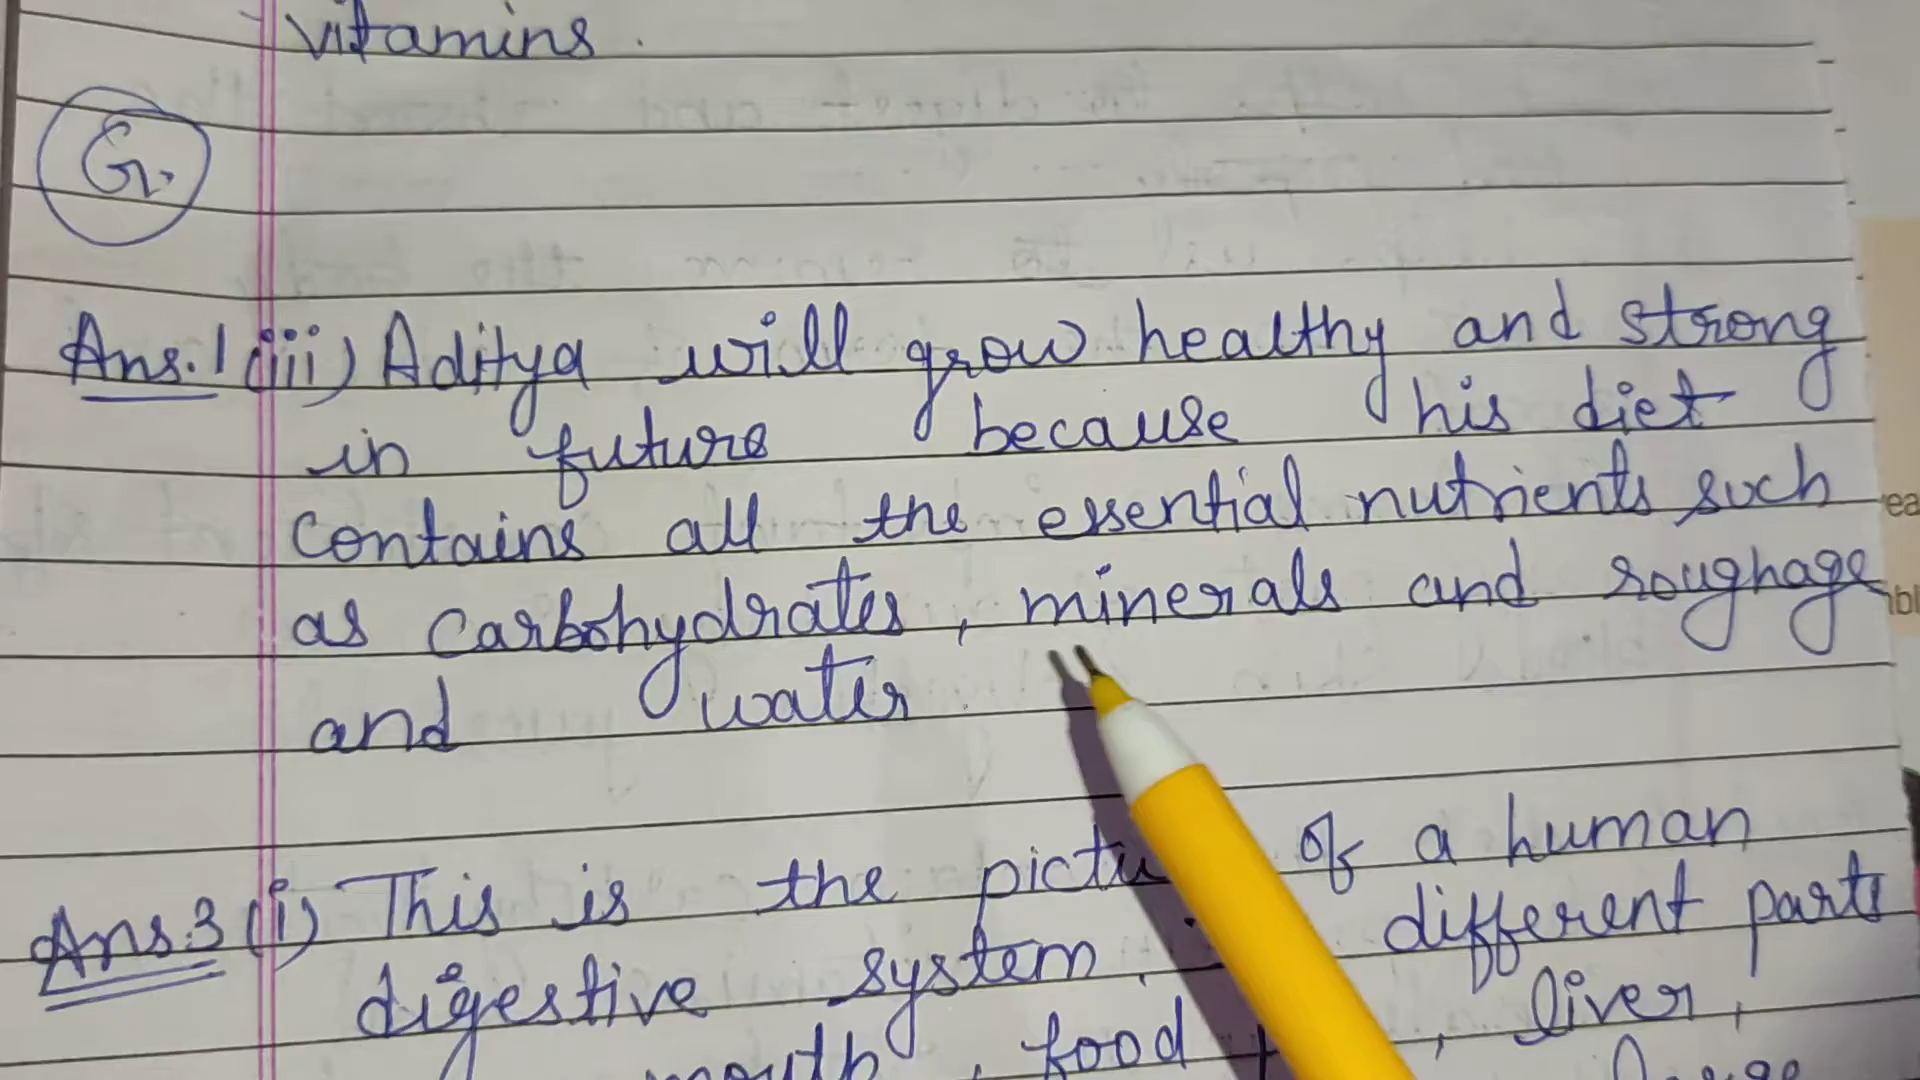 vitamins.
G.
Ans.1 (iii) Aditya will grow healthy and strong
in future because his diet
contains all the essential nutrients such
as carbohydrates, minerals and roughage
and water.
Ans.3 (i) This is the of a human
digestive system. different parts
mouth, food , liver,